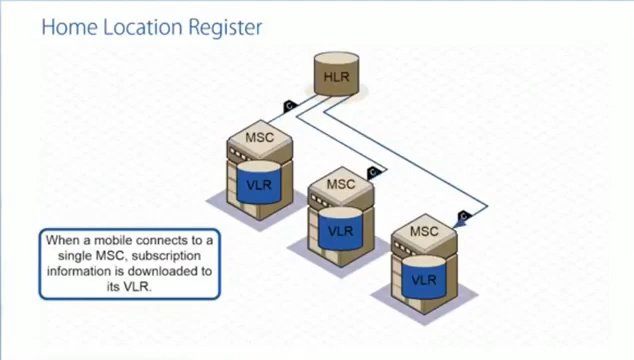 Home Location Register
HLR
C
MSC
VLR
C
MSC
VLR
C
MSC
VLR
When a mobile connects to a
single MSC, subscription
information is downloaded to
its VLR.